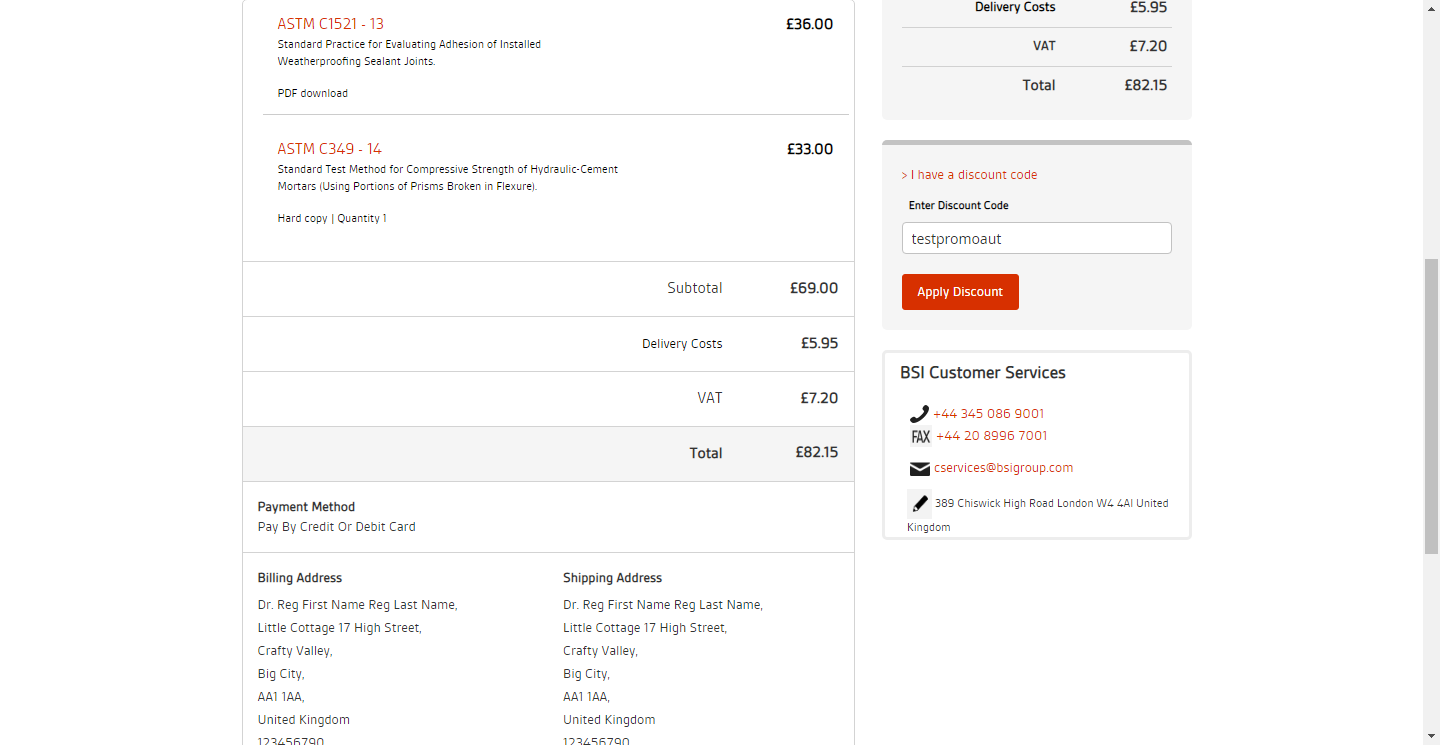 ASTM C1521 - 13 £36.00
Standard Practice for Evaluating Adhesion of Installed
Weatherproofing Sealant Joints.
PDF download
ASTM C349 - 14 £33.00
Standard Test Method for Compressive Strength of Hydraulic-Cement
Mortars (Using Portions of Prisms Broken in Flexure).
Hard copy | Quantity 1
Subtotal £69.00
Delivery Costs £5.95
VAT £7.20
Total £82.15
Payment Method
Pay By Credit Or Debit Card
Billing Address
Dr. Reg First Name Reg Last Name,
Little Cottage 17 High Street,
Crafty Valley,
Big City,
AA1 1AA,
United Kingdom
123456790
Shipping Address
Dr. Reg First Name Reg Last Name,
Little Cottage 17 High Street,
Crafty Valley,
Big City,
AA1 1AA,
United Kingdom
123456790
Delivery Costs £5.95
VAT £7.20
Total £82.15
> I have a discount code
Enter Discount Code
testpromoaut
Apply Discount
BSI Customer Services
+44 345 086 9001
FAX +44 20 8996 7001
cservices@bsigroup.com
389 Chiswick High Road London W4 4Al United
Kingdom